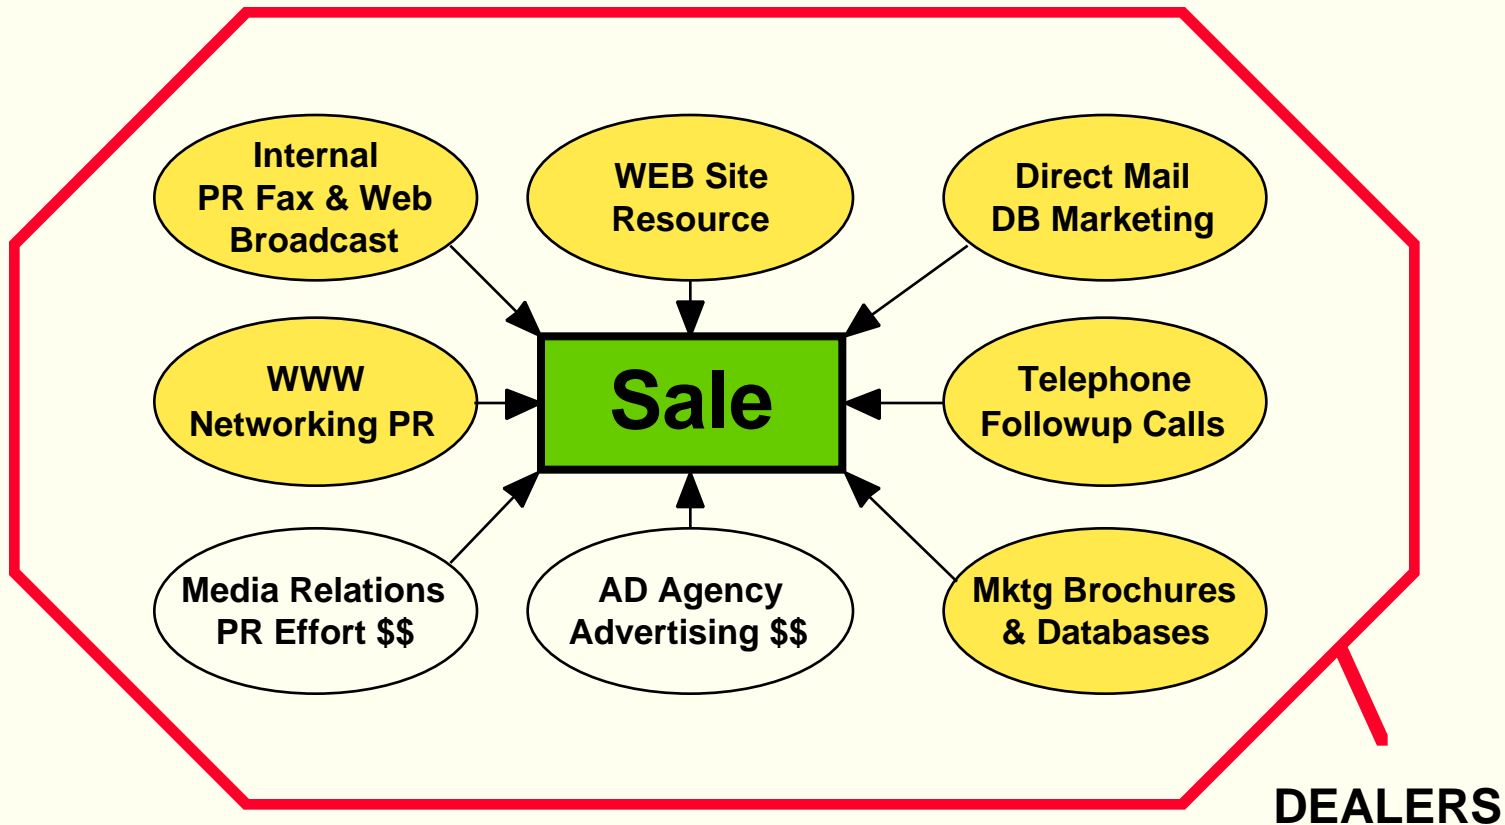 Internal
PR Fax & Web
Broadcast
WEB Site
Resource
Direct Mail
DB Marketing
WWW
Networking PR
Sale
Telephone
Followup Calls
Media Relations
PR Effort $$
AD Agency
Advertising $$
Mktg Brochures
& Databases
DEALERS